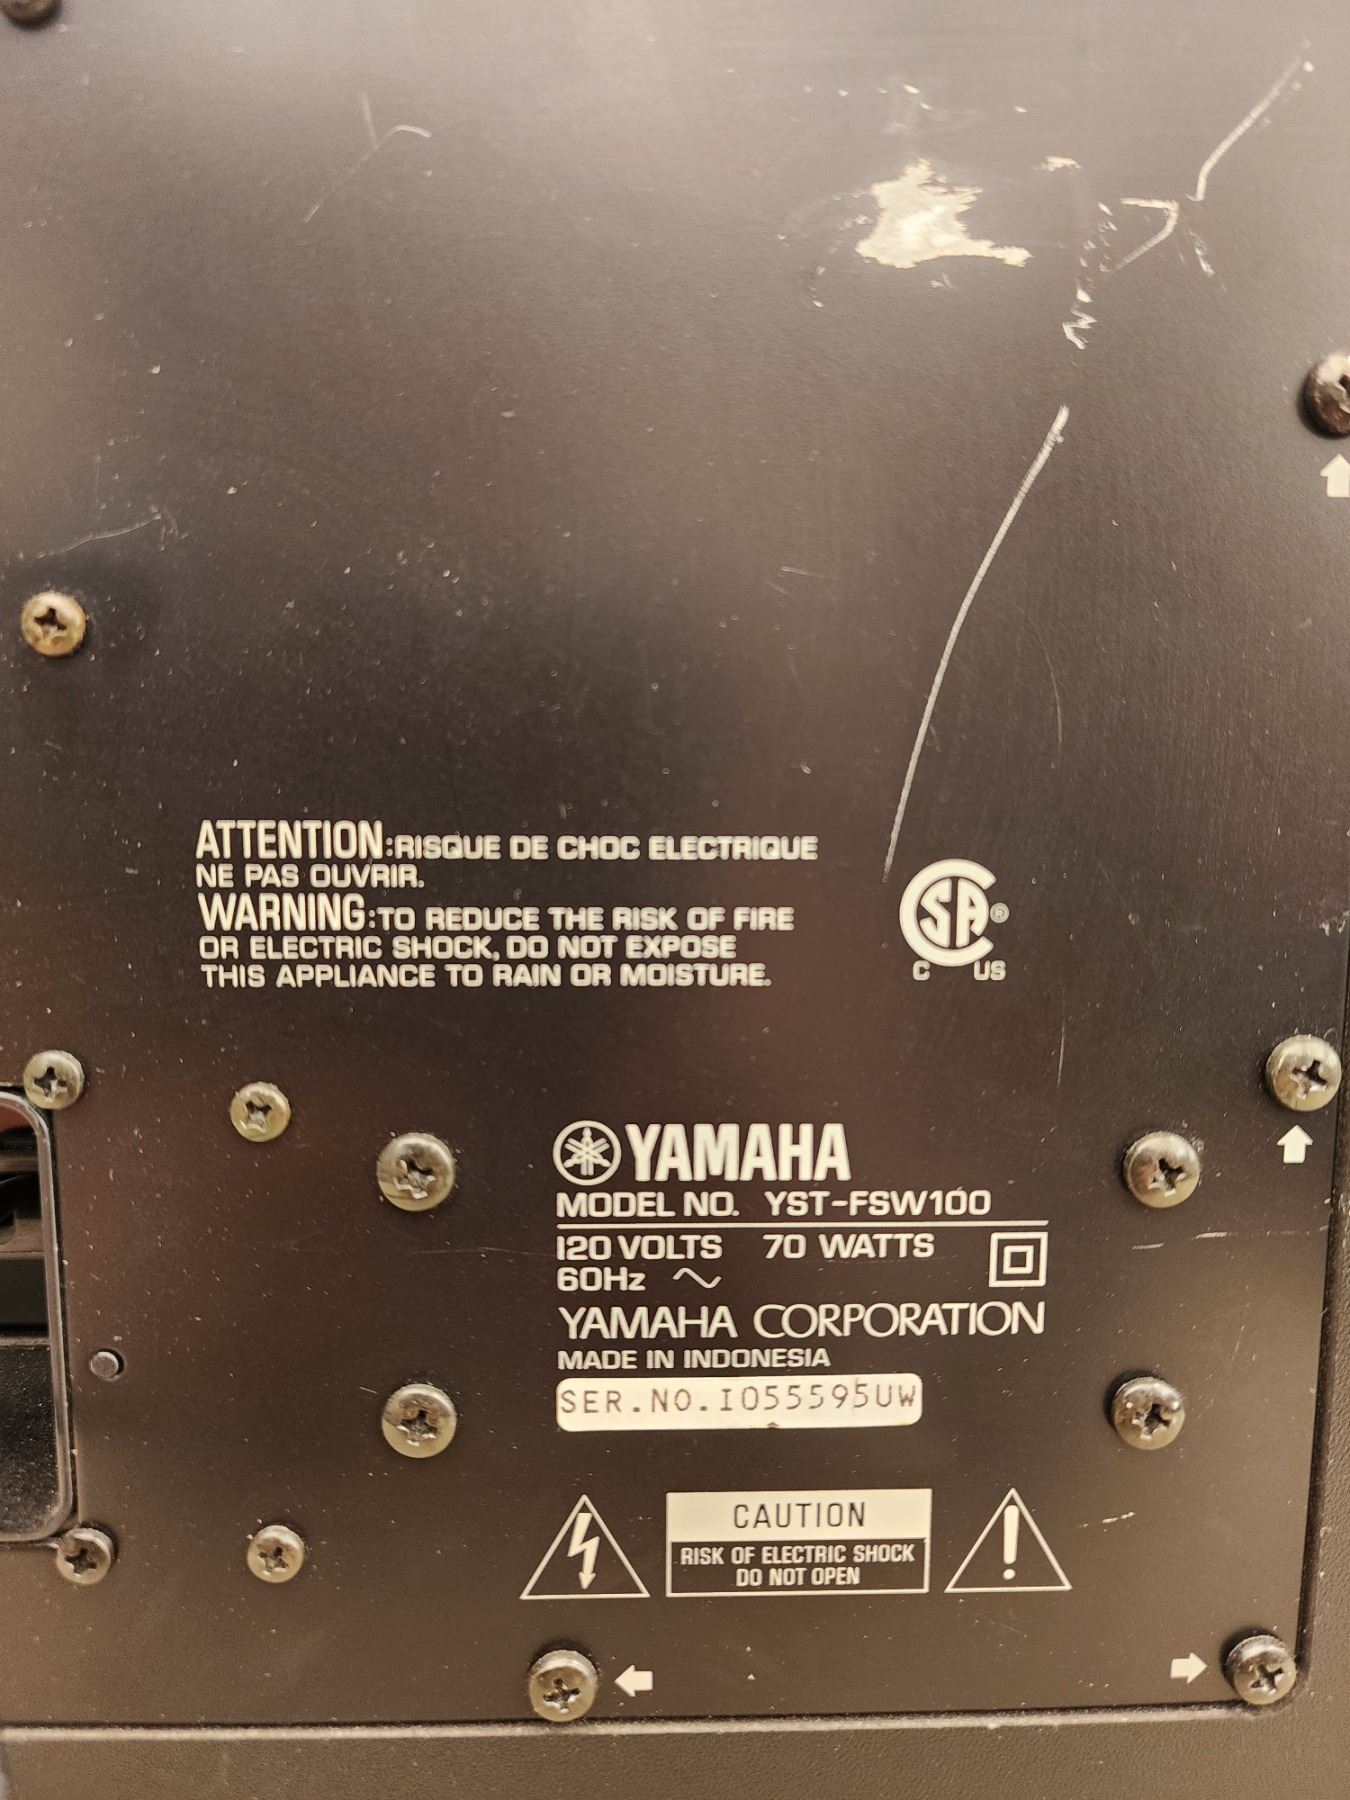 ATTENTION:RISQUE DE CHOC ELECTRIQUE
NE PAS OUVRIR.
WARNING:TO REDUCE THE RISK OF FIRE
OR ELECTRIC SHOCK, DO NOT EXPOSE
THIS APPLIANCE TO RAIN OR MOISTURE.
SA ®
C US
YAMAHA
MODEL NO. YST-FSW100
120 VOLTS 70 WATTS
60Hz
YAMAHA CORPORATION
MADE IN INDONESIA
SER.NO.I055595UW
CAUTION
RISK OF ELECTRIC SHOCK
DO NOT OPEN